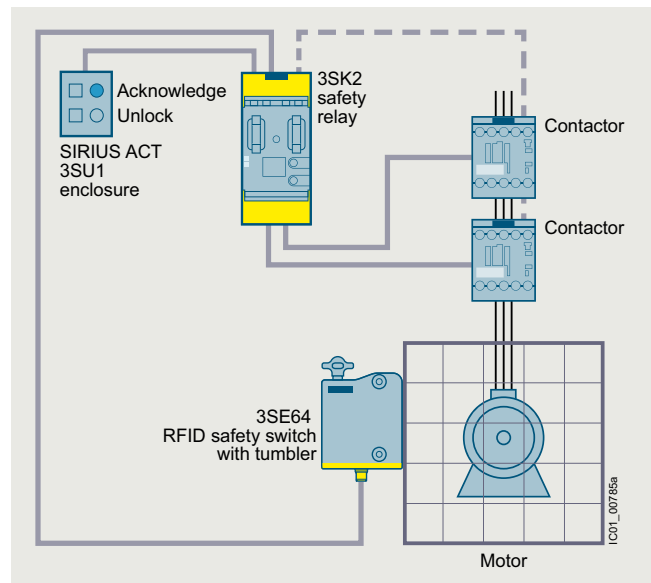 Acknowledge
Unlock
SIRIUS ACT
3SU1
enclosure
3SK2
safety
relay
Contactor
Contactor
3SE64
RFID safety switch
with tumbler
Motor
IC01_00785a